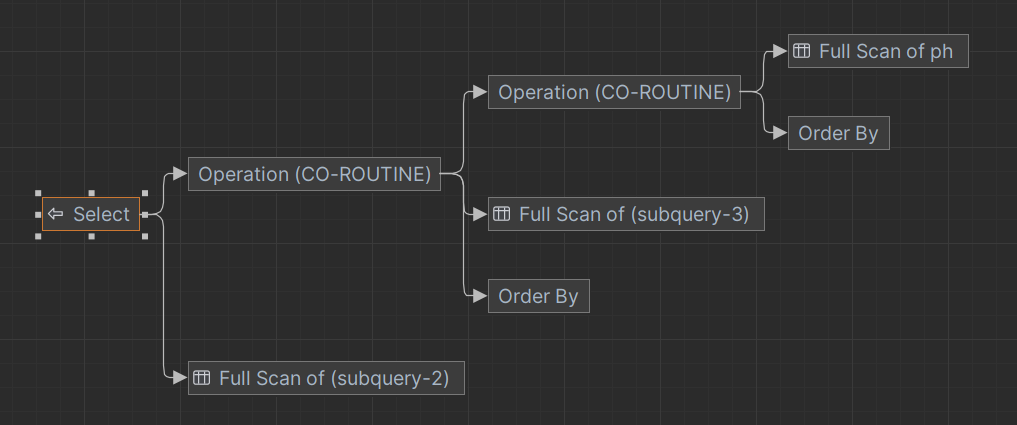 Full Scan of ph
Operation (CO-ROUTINE)
Order By
Operation (CO-ROUTINE)
Select
Full Scan of (subquery-3)
Order By
Full Scan of (subquery-2)